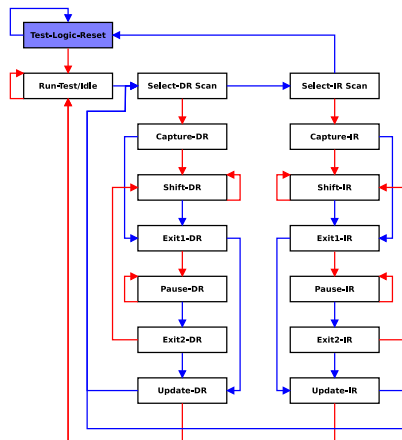 Test-Logic-Reset
Run-Test/Idle
Select-DR Scan
Select-IR Scan
Capture-DR
Capture-IR
Shift-DR
Shift-IR
Exit1-DR
Exit1-IR
Pause-DR
Pause-IR
Exit2-DR
Exit2-IR
Update-DR
Update-IR